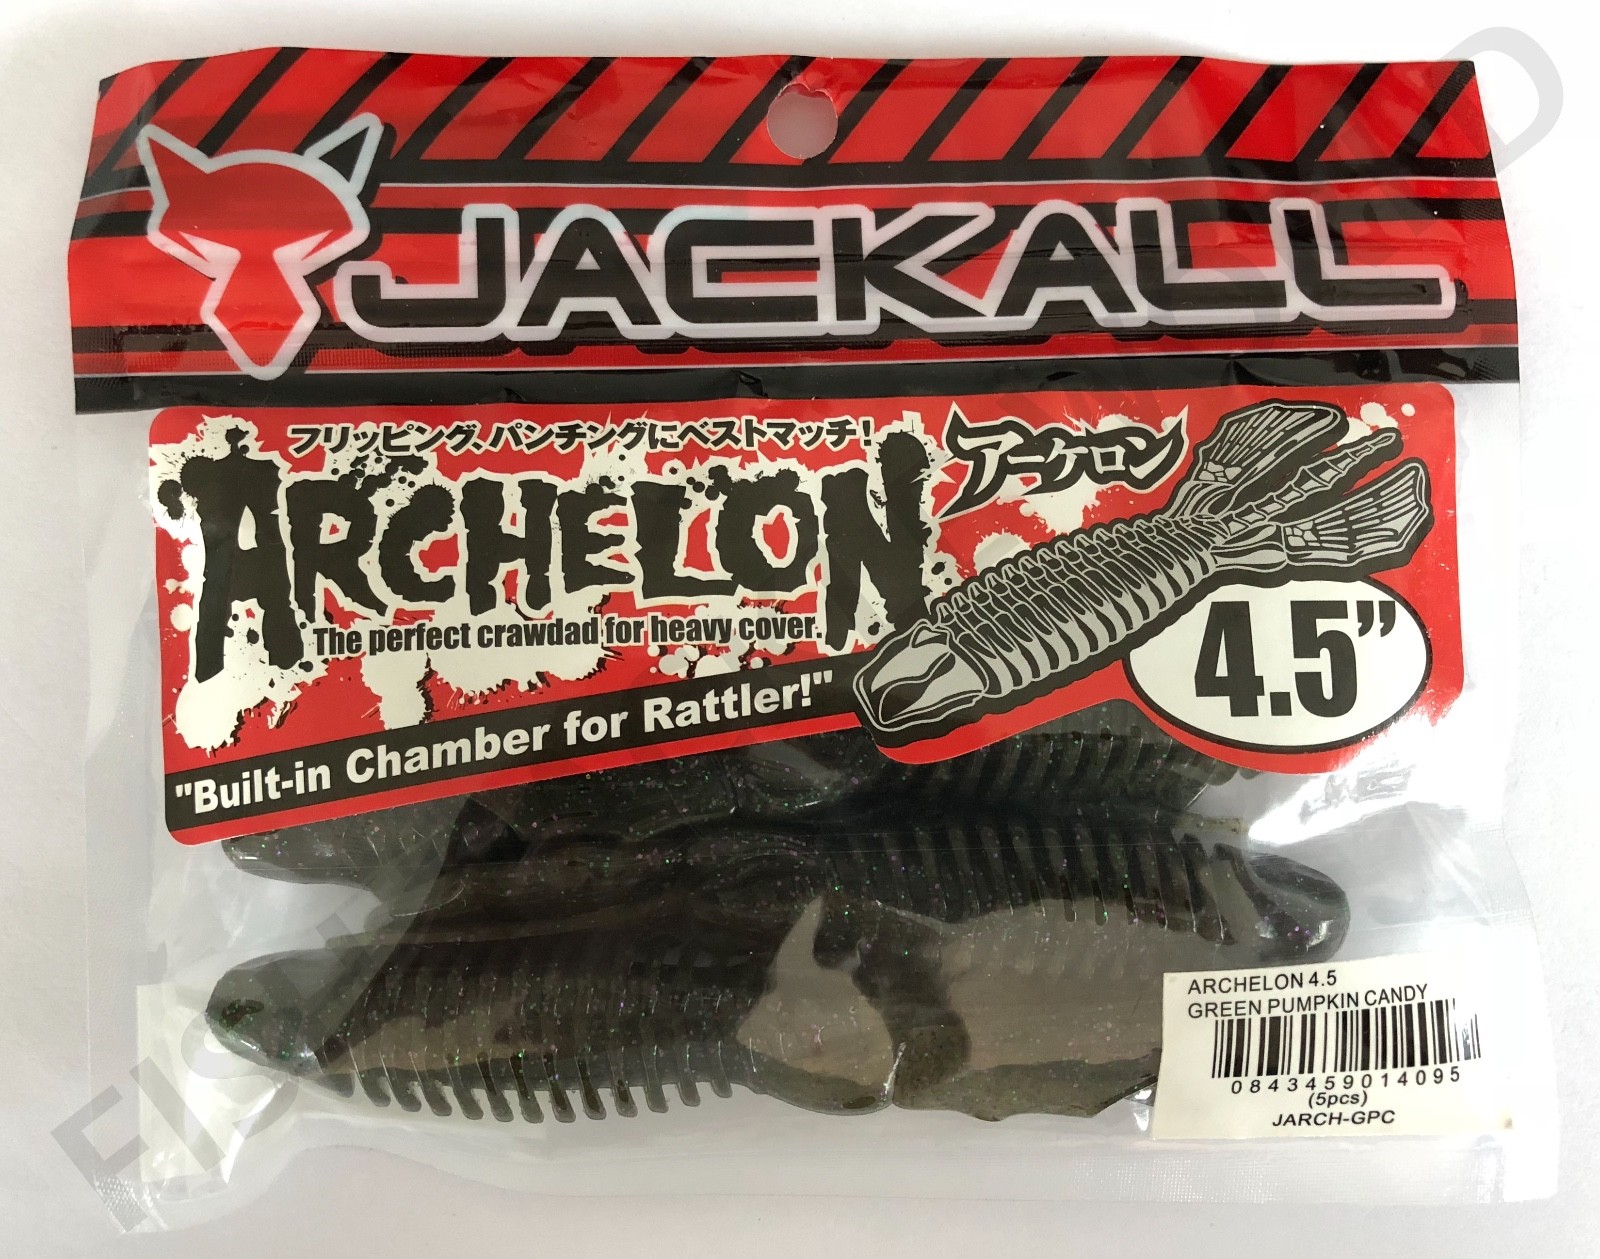 JACKALL
フリッピング、パンチングにベストマッチ!
アーケロン
ARCHELON
The perfect crawdad for heavy cover.
"Built-in Chamber for Rattler!"
4.5”
ARCHELON 4.5
GREEN PUMPKIN CANDY
0843459014095
(5pcs)
JARCH-GPC